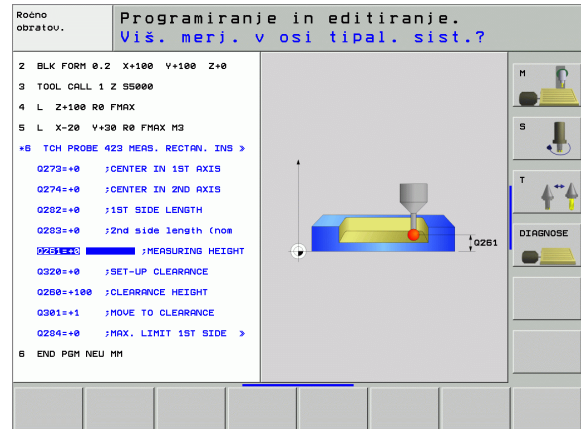 Ročno
obratov.
Programiranje in editiranje.
Viš. merj. v osi tipal. sist.?
2 BLK FORM 0.2 X+100 Y+100 Z+0
3 TOOL CALL 1 Z S5000
4 L Z+100 R0 FMAX
5 L X-20 Y+30 R0 FMAX M3
*6 TCH PROBE 423 MEAS. RECTAN. INS »
Q273=+0 ;CENTER IN 1ST AXIS
Q274=+0 ;CENTER IN 2ND AXIS
Q282=+0 ;1ST SIDE LENGTH
Q283=+0 ;2nd side length (nom
Q261=+0 ;MEASURING HEIGHT
Q320=+0 ;SET-UP CLEARANCE
Q260=+100 ;CLEARANCE HEIGHT
Q301=+1 ;MOVE TO CLEARANCE
Q284=+0 ;MAX. LIMIT 1ST SIDE »
6 END PGM NEU MM
Q261
M
S
T
DIAGNOSE